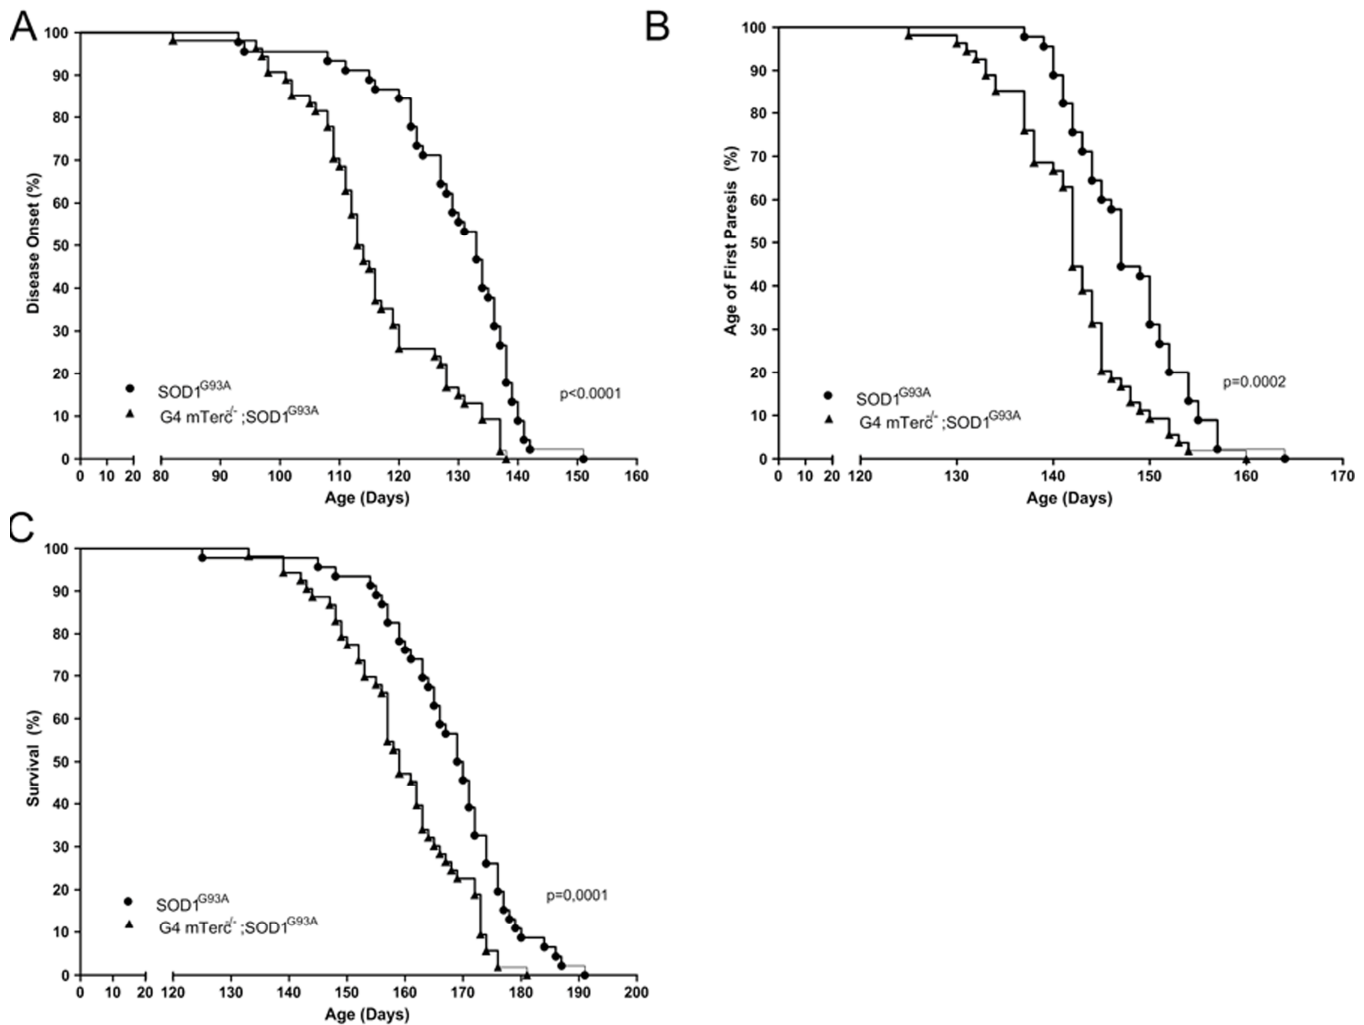 A
100
90
80
70
60
50
40
30
20
10
0
Disease Onset (%)
SOD1G93A
G4 mTerc-/- ;SOD1G93A
p<0.0001
0 10 20 80 90 100 110 120 130 140 150 160
Age (Days)
B
100
90
80
70
60
50
40
30
20
10
0
Age of First Paresis (%)
SOD1G93A
G4 mTerc-/- ;SOD1G93A
p=0.0002
0 10 20 120 130 140 150 160 170
Age (Days)
C
100
90
80
70
60
50
40
30
20
10
0
Survival (%)
SOD1G93A
G4 mTerc-/- ;SOD1G93A
p=0,0001
0 10 20 120 130 140 150 160 170 180 190 200
Age (Days)